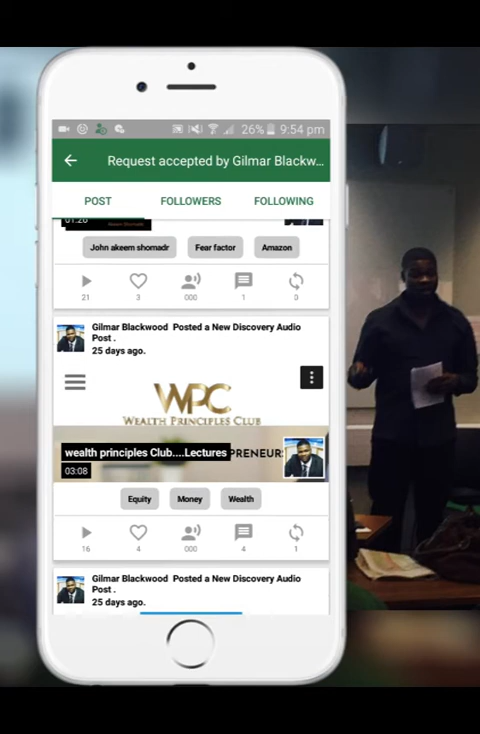 26% 9:54 pm
Request accepted by Gilmar Blackw...
POST FOLLOWERS FOLLOWING
01:26
John akeem shomadr Fear factor Amazon
21 3 000 1 0
Gilmar Blackwood Posted a New Discovery Audio
Post .
25 days ago.
WPC
WEALTH PRINCIPLES CLUB
wealth principles Club....Lectures PRENEUR
03:08
Equity Money Wealth
16 4 000 4 1
Gilmar Blackwood Posted a New Discovery Audio
Post .
25 days ago.